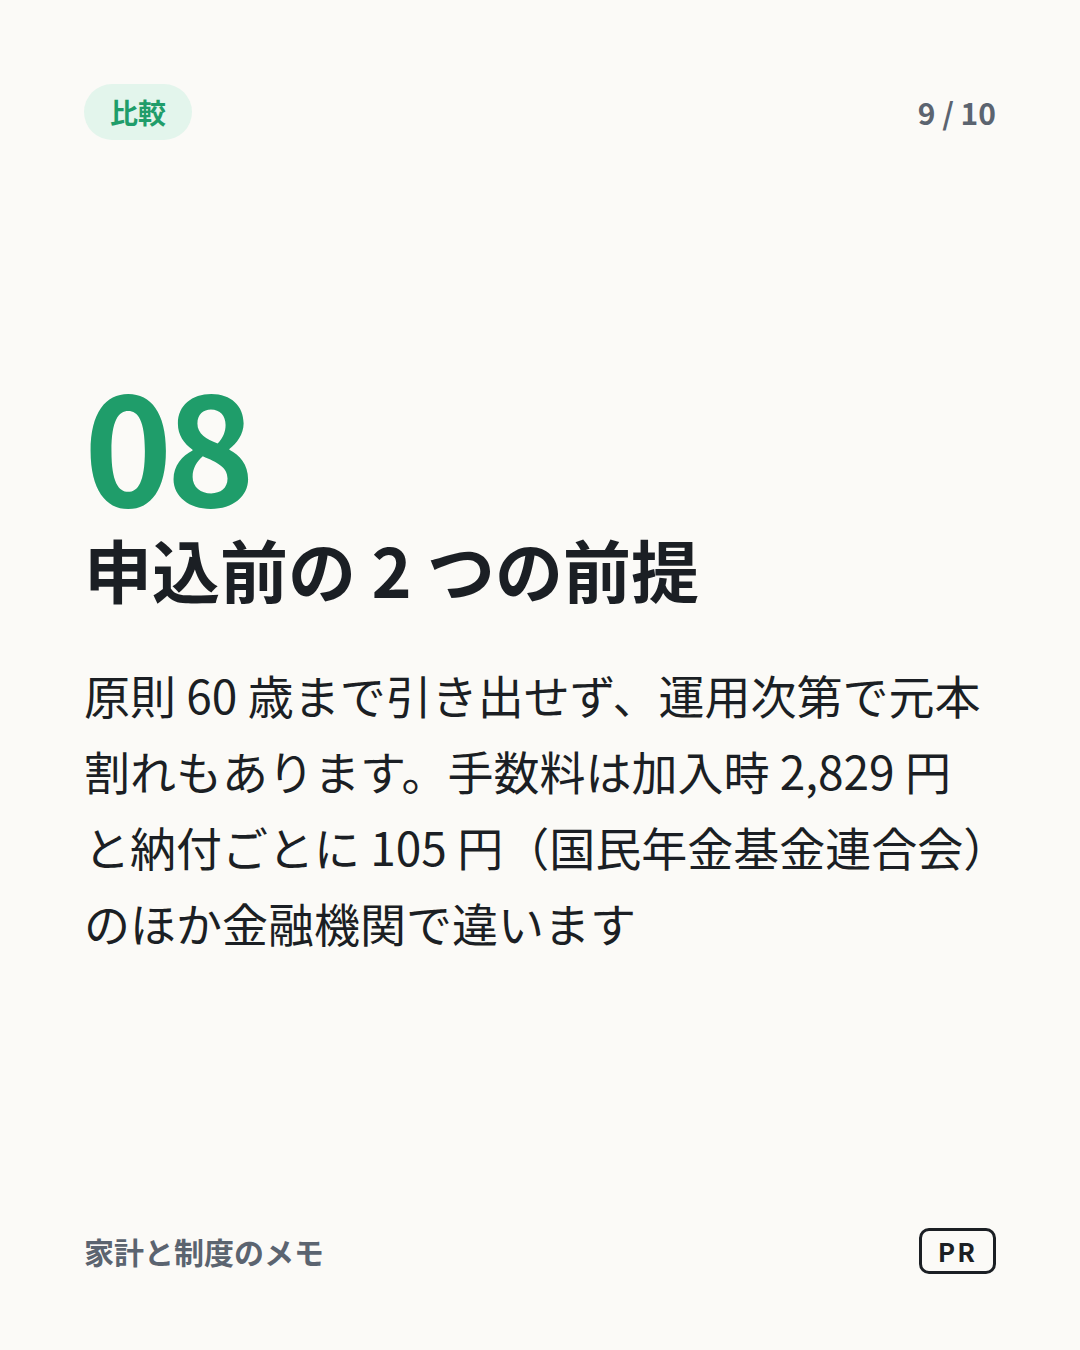 比較
9 / 10
08
申込前の 2 つの前提
原則 60 歳まで引き出せず、運用次第で元本
割れもあります。手数料は加入時 2,829 円
と納付ごとに 105 円（国民年金基金連合会）
のほか金融機関で違います
家計と制度のメモ
PR